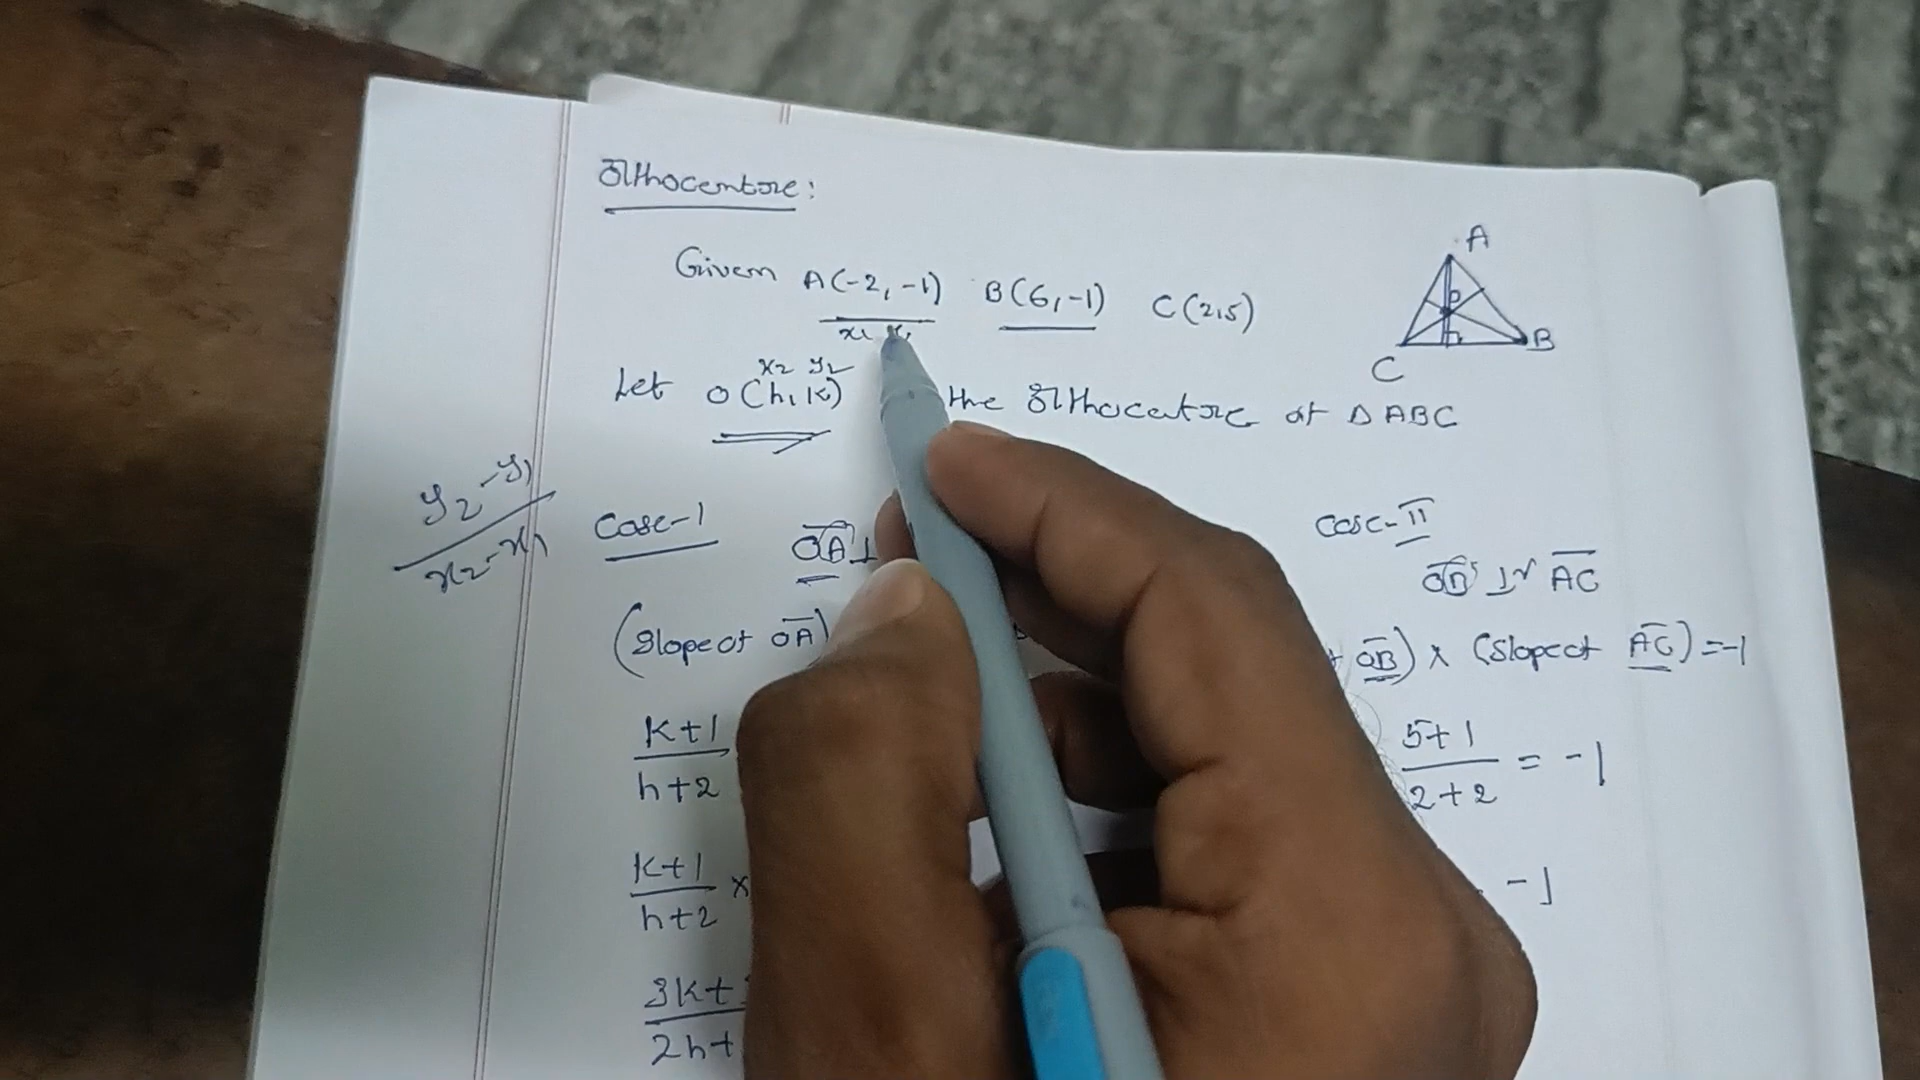 Orthocentre:
Given A(-2,-1) B(6,-1) C(2,5)
x1
x2 y2
Let O(h,k) the Orthocentre of Δ ABC
A
B
C
y2-y1
x2-x1
Case-1
OA ⊥
Case-II
OB ⊥r AC
(Slope of OA)
OB) x (Slope of AC) = -1
k+1
h+2
5+1
2+2
= -1
k+1
h+2
x
-1
3k+
2h+